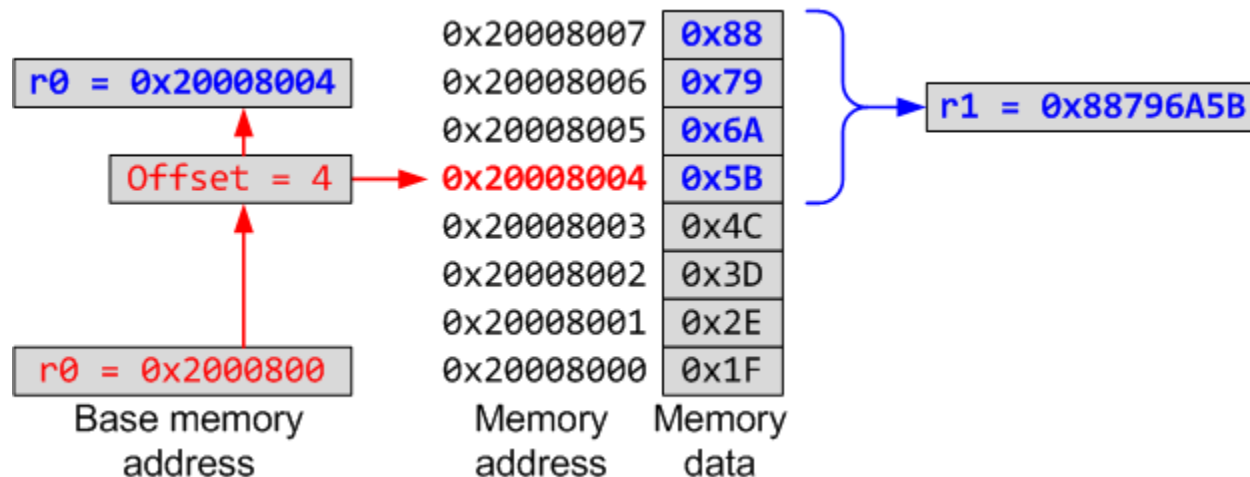 0x20008007 0x88
r0 = 0x20008004 0x20008006 0x79
r1 = 0x88796A5B
0x20008005 0x6A
Offset = 4 0x20008004 0x5B
0x20008003 0x4C
0x20008002 0x3D
0x20008001 0x2E
r0 = 0x2000800 0x20008000 0x1F
Base memory Memory Memory
address address data